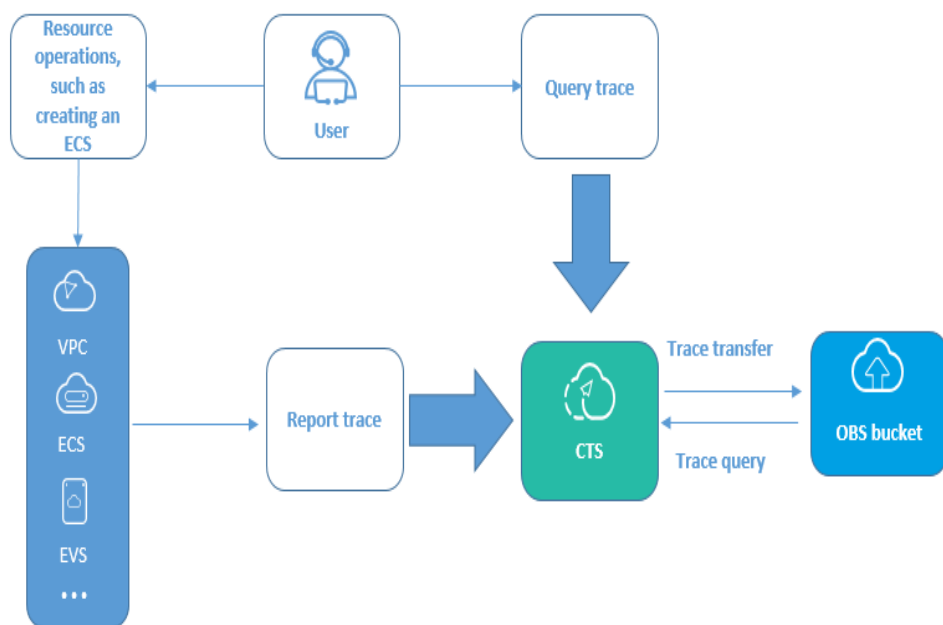 Resource
operations,
such as
creating an
ECS
User
Query trace
VPC
ECS
EVS
Report trace
CTS
Trace transfer
Trace query
OBS bucket